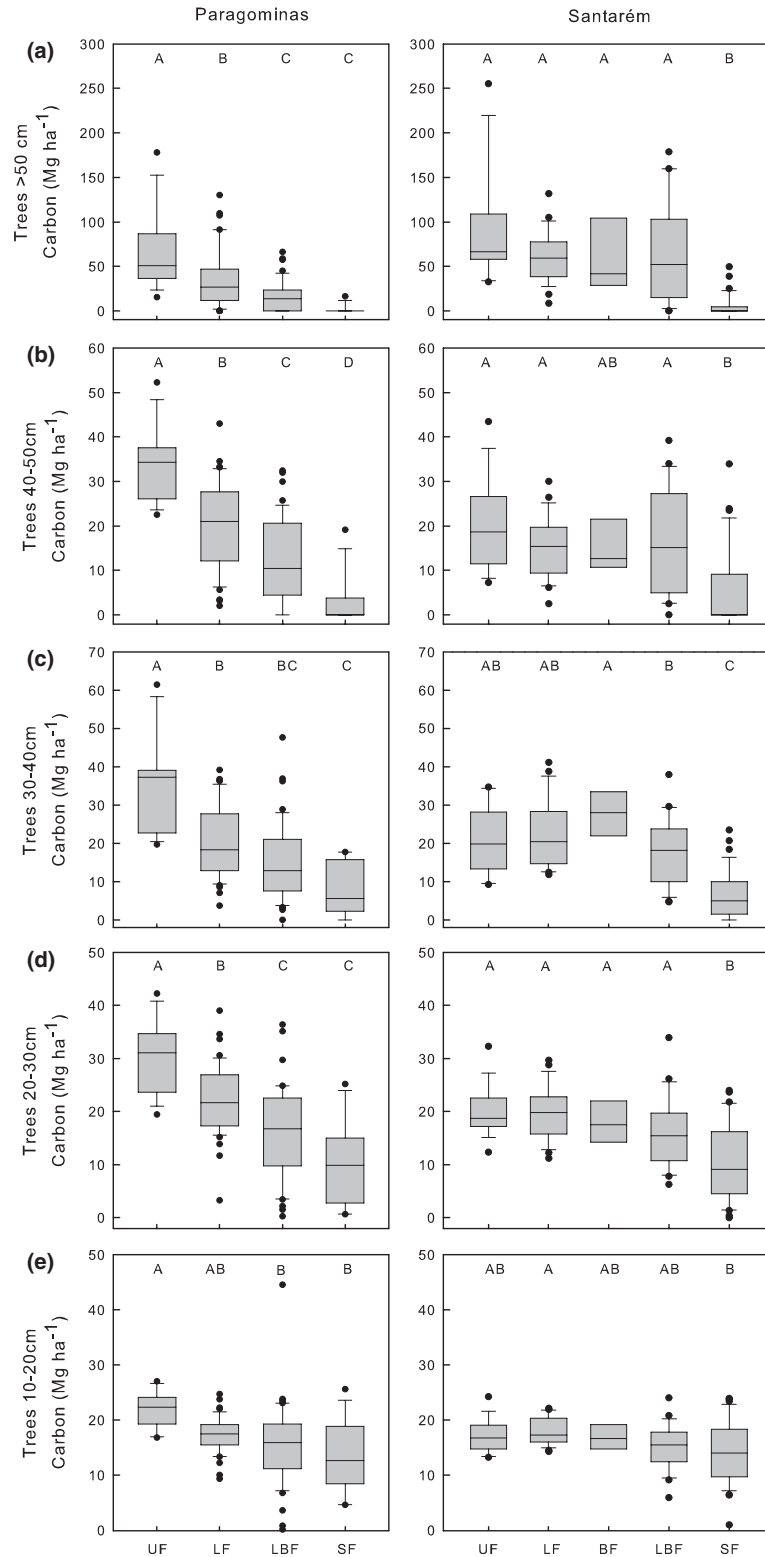 Paragominas Santarém
(a)
Trees >50 cm
Carbon (Mg ha⁻¹)
300
250
200
150
100
50
0
A B C C
A A A A B
(b)
Trees 40-50cm
Carbon (Mg ha⁻¹)
60
50
40
30
20
10
0
A B C D
A A AB A B
(c)
Trees 30-40cm
Carbon (Mg ha⁻¹)
70
60
50
40
30
20
10
0
A B BC C
AB AB A B C
(d)
Trees 20-30cm
Carbon (Mg ha⁻¹)
50
40
30
20
10
0
A B C C
A A A A B
(e)
Trees 10-20cm
Carbon (Mg ha⁻¹)
50
40
30
20
10
0
A AB B B
AB A AB AB B
UF LF LBF SF
UF LF BF LBF SF